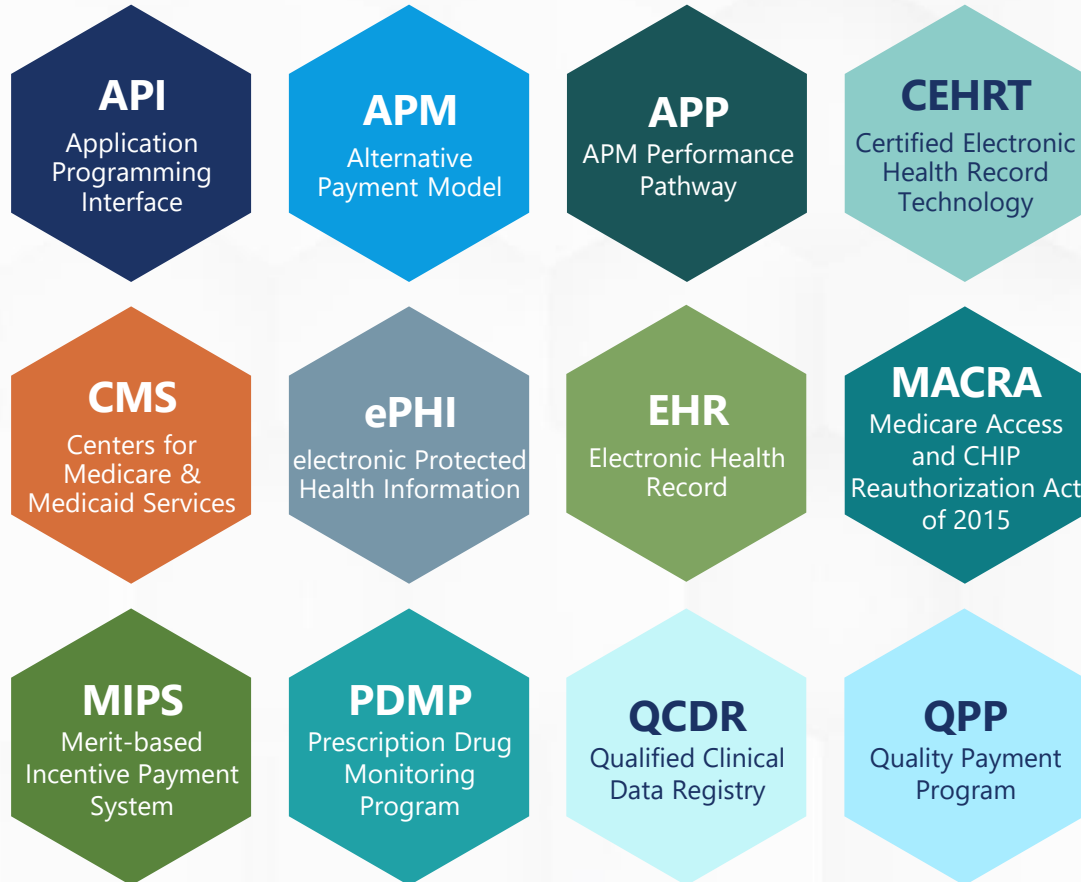 API
Application
Programming
Interface
APM
Alternative
Payment Model
APP
APM Performance
Pathway
CEHRT
Certified Electronic
Health Record
Technology
CMS
Centers for
Medicare &
Medicaid Services
ePHI
electronic Protected
Health Information
EHR
Electronic Health
Record
MACRA
Medicare Access
and CHIP
Reauthorization Act
of 2015
MIPS
Merit-based
Incentive Payment
System
PDMP
Prescription Drug
Monitoring
Program
QCDR
Qualified Clinical
Data Registry
QPP
Quality Payment
Program